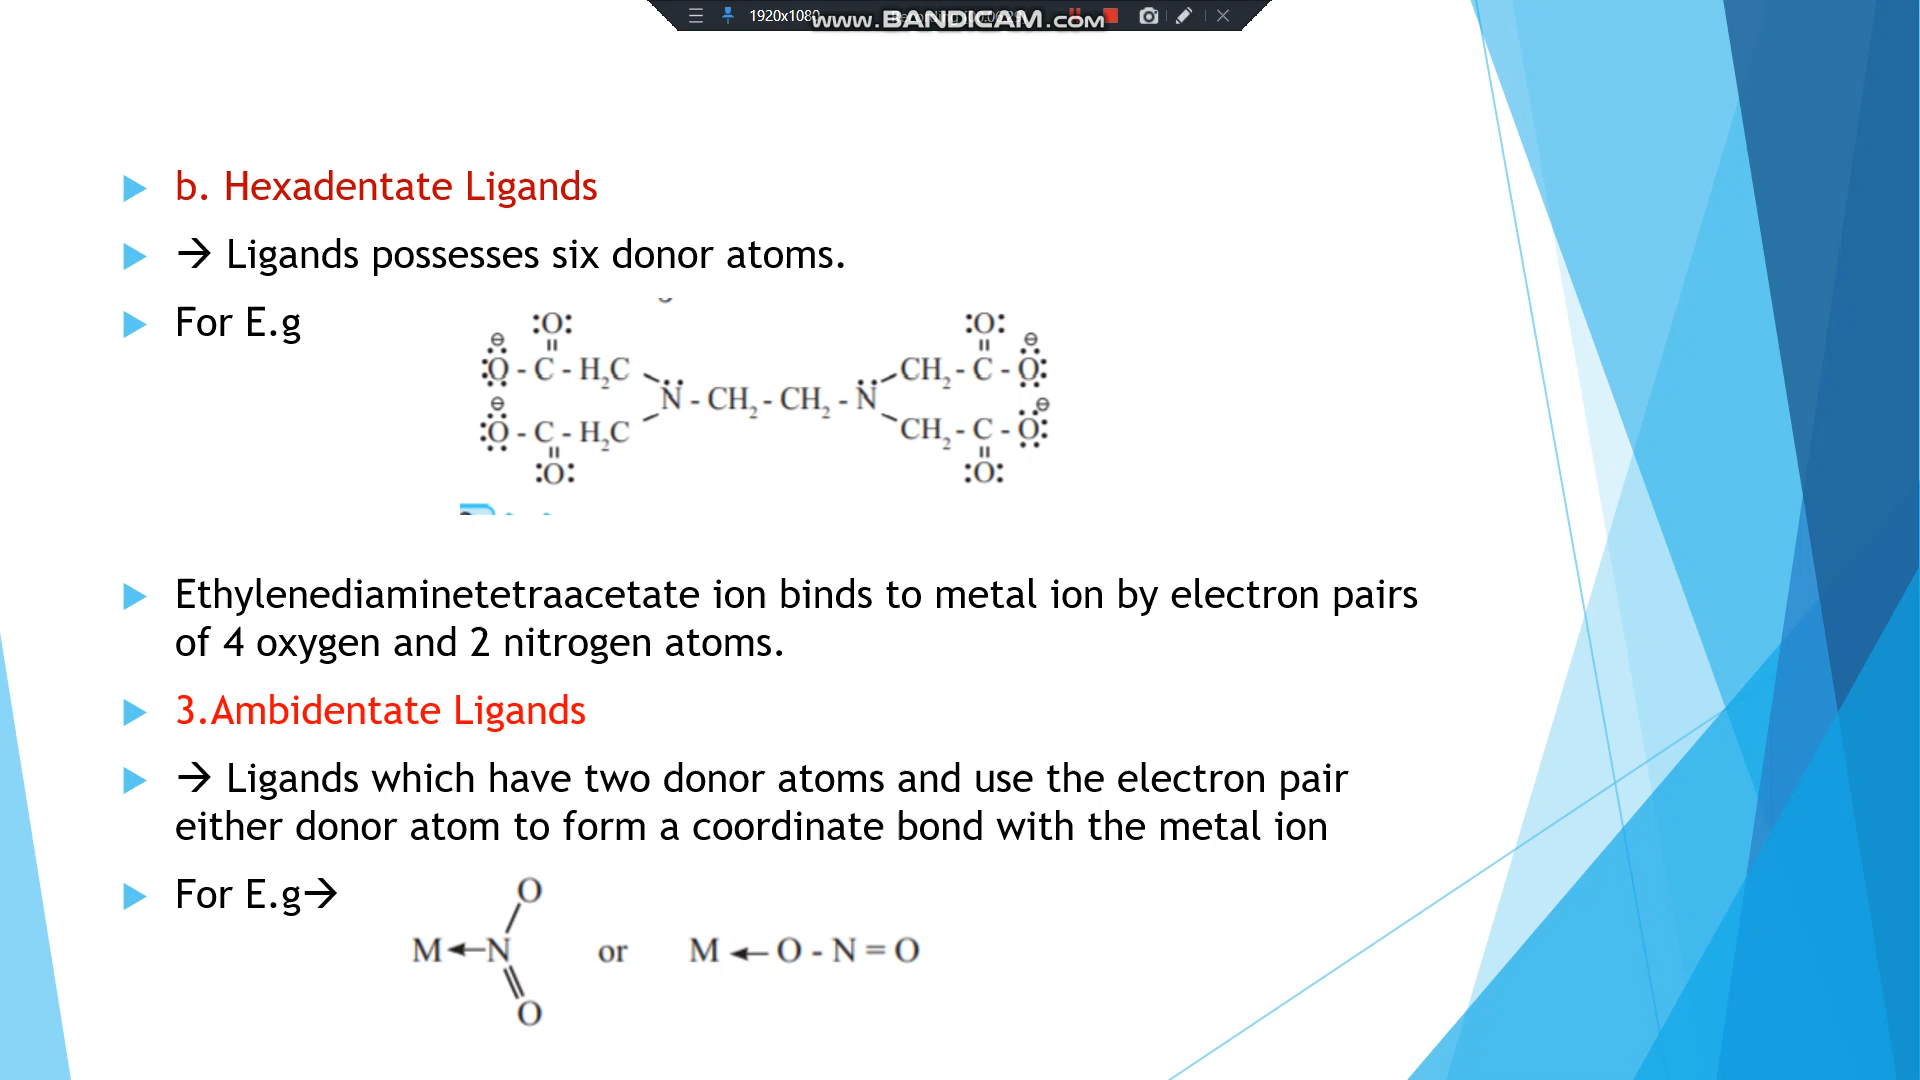 1920x1080
www.BANDICAM.com
b. Hexadentate Ligands
→ Ligands possesses six donor atoms.
For E.g
:O: :O:
:O - C - H₂C CH₂ - C - O:
N - CH₂ - CH₂ - N
:O - C - H₂C CH₂ - C - O:
:O: :O:
Ethylenediaminetetraacetate ion binds to metal ion by electron pairs
of 4 oxygen and 2 nitrogen atoms.
3.Ambidentate Ligands
→ Ligands which have two donor atoms and use the electron pair
either donor atom to form a coordinate bond with the metal ion
For E.g→
O
M←N or M ← O - N = O
O